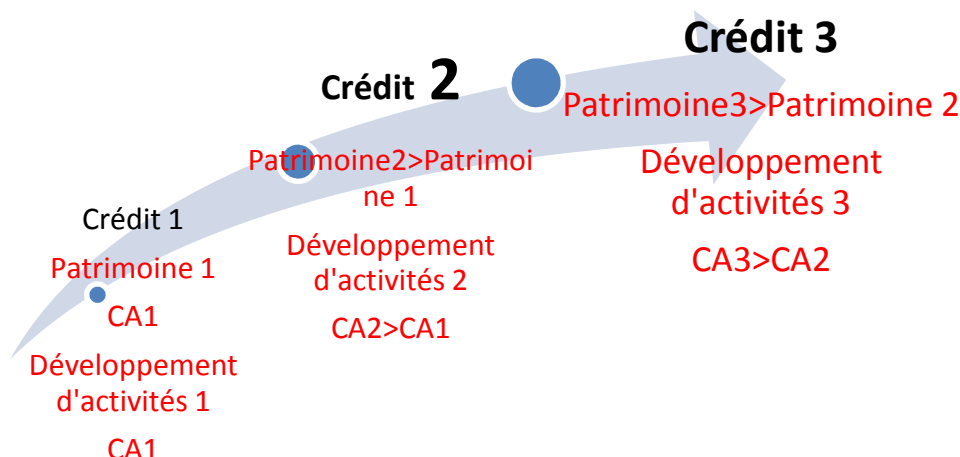 Crédit 1
Patrimoine 1
CA1
Développement
d'activités 1
CA1
Crédit 2
Patrimoine2>Patrimoi
ne 1
Développement
d'activités 2
CA2>CA1
Crédit 3
Patrimoine3>Patrimoine 2
Développement
d'activités 3
CA3>CA2